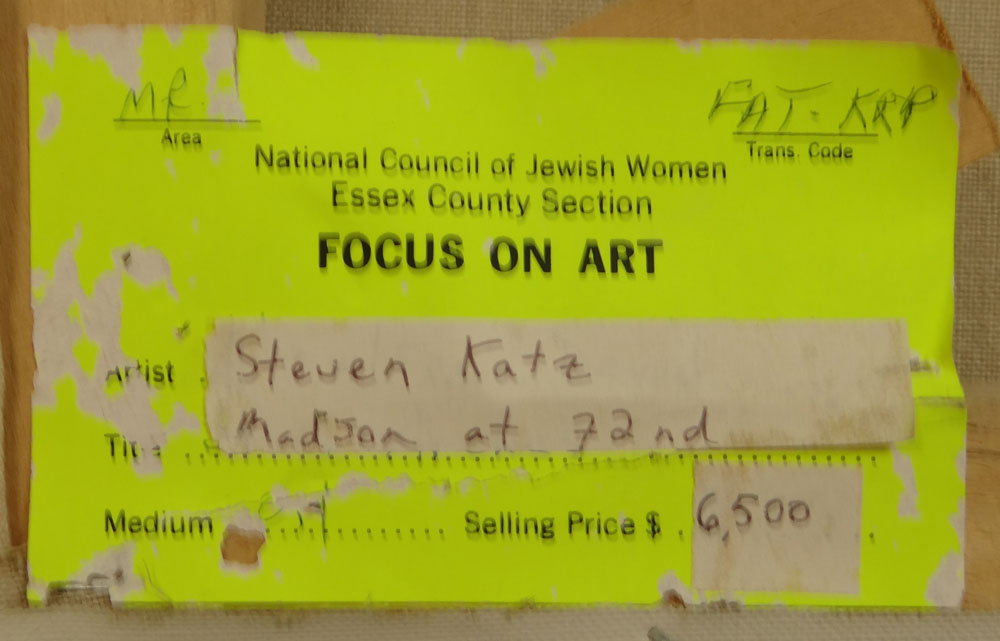 MR.
Area
FAT. KRP
Trans. Code
National Council of Jewish Women
Essex County Section
FOCUS ON ART
Artist Steven Katz
Title Madison at 72nd
Medium
Selling Price $ 6,500